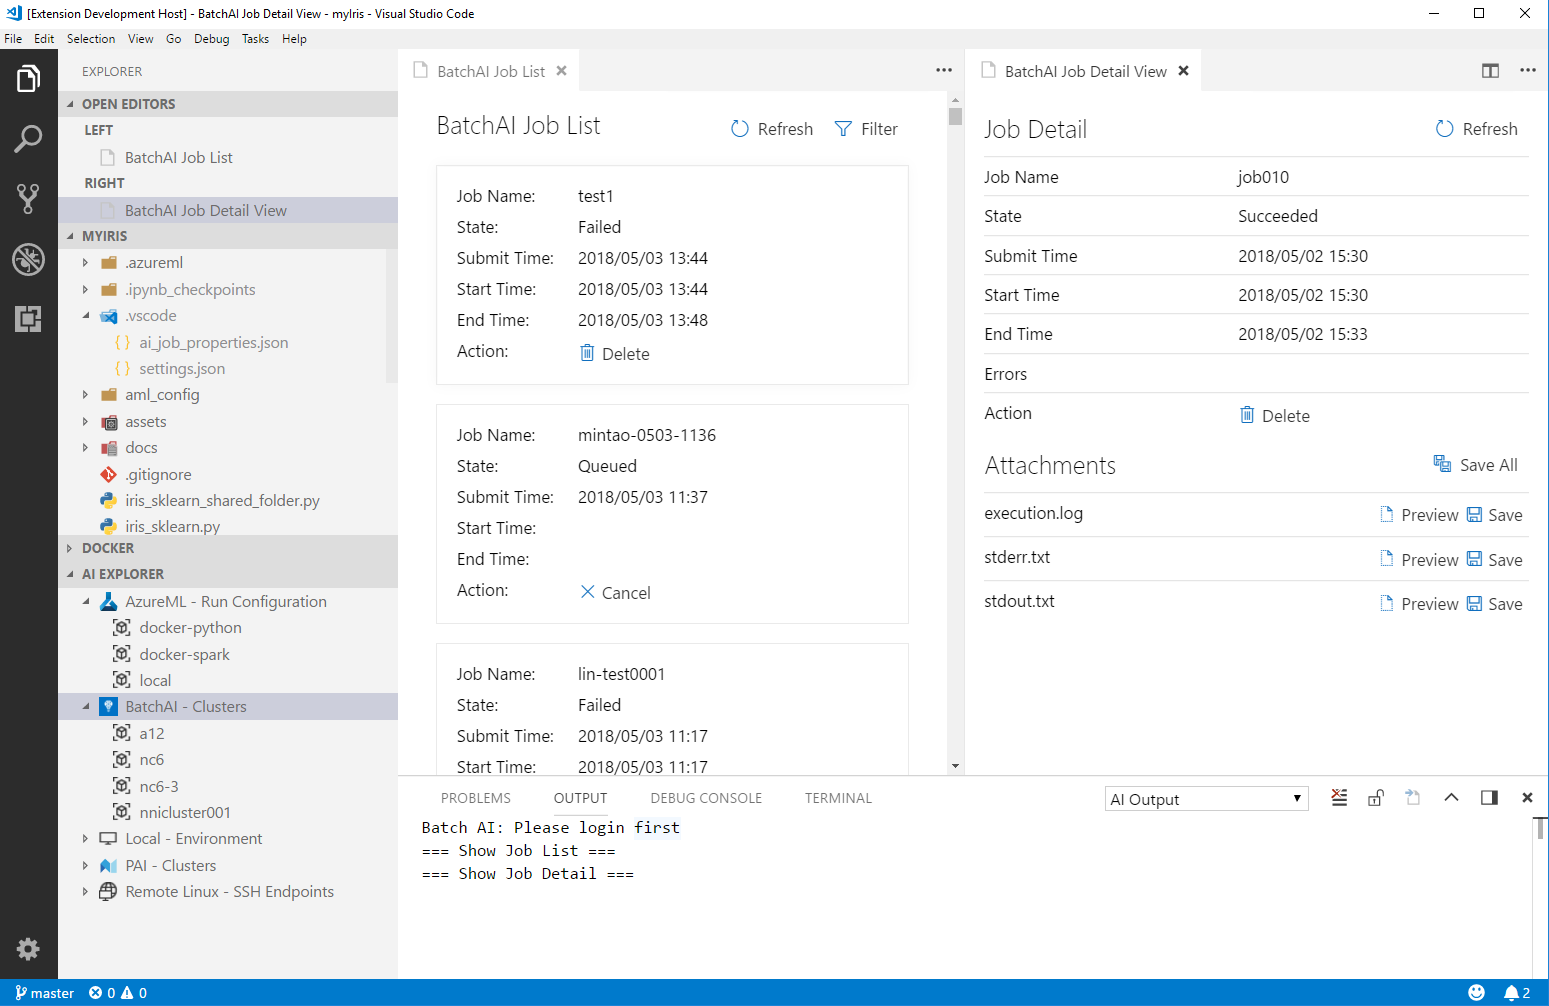 [Extension Development Host] - BatchAI Job Detail View - myIris - Visual Studio Code
File Edit Selection View Go Debug Tasks Help
EXPLORER
OPEN EDITORS
LEFT
BatchAI Job List
RIGHT
BatchAI Job Detail View
MYIRIS
.azureml
.ipynb_checkpoints
.vscode
{ } ai_job_properties.json
{ } settings.json
aml_config
assets
docs
.gitignore
iris_sklearn_shared_folder.py
iris_sklearn.py
DOCKER
AI EXPLORER
AzureML - Run Configuration
docker-python
docker-spark
local
BatchAI - Clusters
a12
nc6
nc6-3
nnicluster001
Local - Environment
PAI - Clusters
Remote Linux - SSH Endpoints
BatchAI Job List
BatchAI Job List
Refresh Filter
Job Name: test1
State: Failed
Submit Time: 2018/05/03 13:44
Start Time: 2018/05/03 13:44
End Time: 2018/05/03 13:48
Action: Delete
Job Name: mintao-0503-1136
State: Queued
Submit Time: 2018/05/03 11:37
Start Time:
End Time:
Action: Cancel
Job Name: lin-test0001
State: Failed
Submit Time: 2018/05/03 11:17
Start Time: 2018/05/03 11:17
BatchAI Job Detail View
Job Detail
Refresh
Job Name job010
State Succeeded
Submit Time 2018/05/02 15:30
Start Time 2018/05/02 15:30
End Time 2018/05/02 15:33
Errors
Action Delete
Attachments
Save All
execution.log Preview Save
stderr.txt Preview Save
stdout.txt Preview Save
PROBLEMS OUTPUT DEBUG CONSOLE TERMINAL
AI Output
Batch AI: Please login first
=== Show Job List ===
=== Show Job Detail ===
master 0 0
2